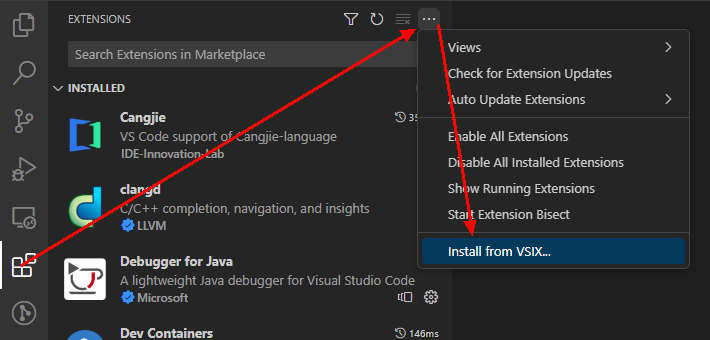 EXTENSIONS
Search Extensions in Marketplace
Views
Check for Extension Updates
Auto Update Extensions
Enable All Extensions
Disable All Installed Extensions
Show Running Extensions
Start Extension Bisect
Install from VSIX...
INSTALLED
Cangjie
VS Code support of Cangjie-language
IDE-Innovation-Lab
clangd
C/C++ completion, navigation, and insights
LLVM
Debugger for Java
A lightweight Java debugger for Visual Studio Code
Microsoft
Dev Containers
146ms